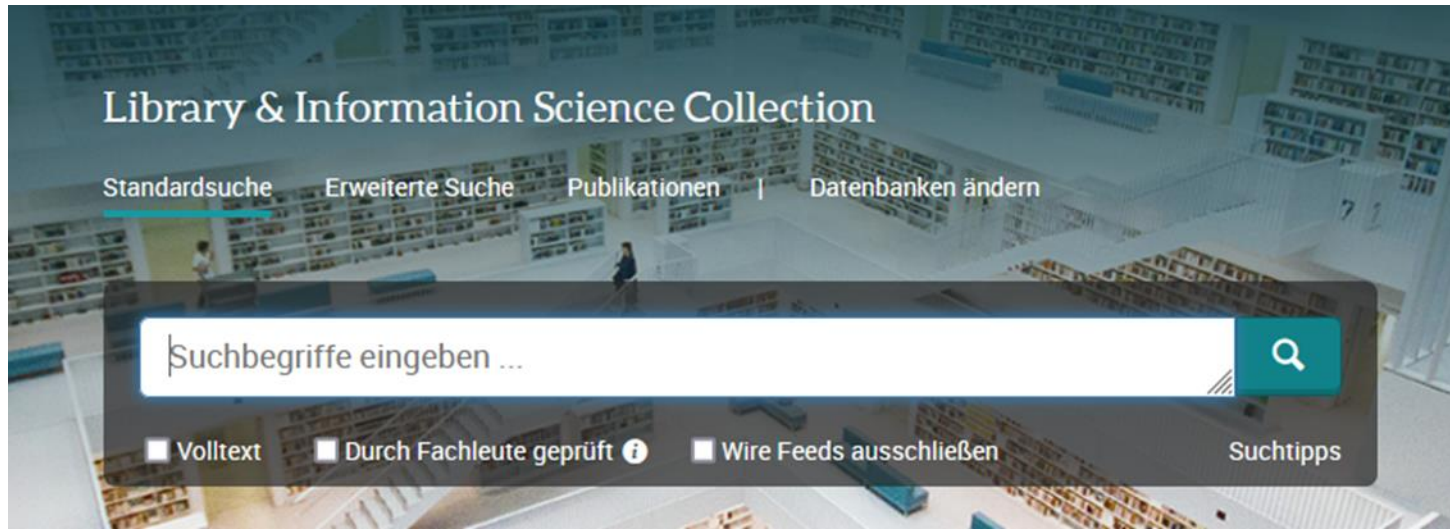 Library & Information Science Collection
Standardsuche Erweiterte Suche Publikationen | Datenbanken ändern
Suchbegriffe eingeben ...
Volltext Durch Fachleute geprüft i Wire Feeds ausschließen Suchtipps